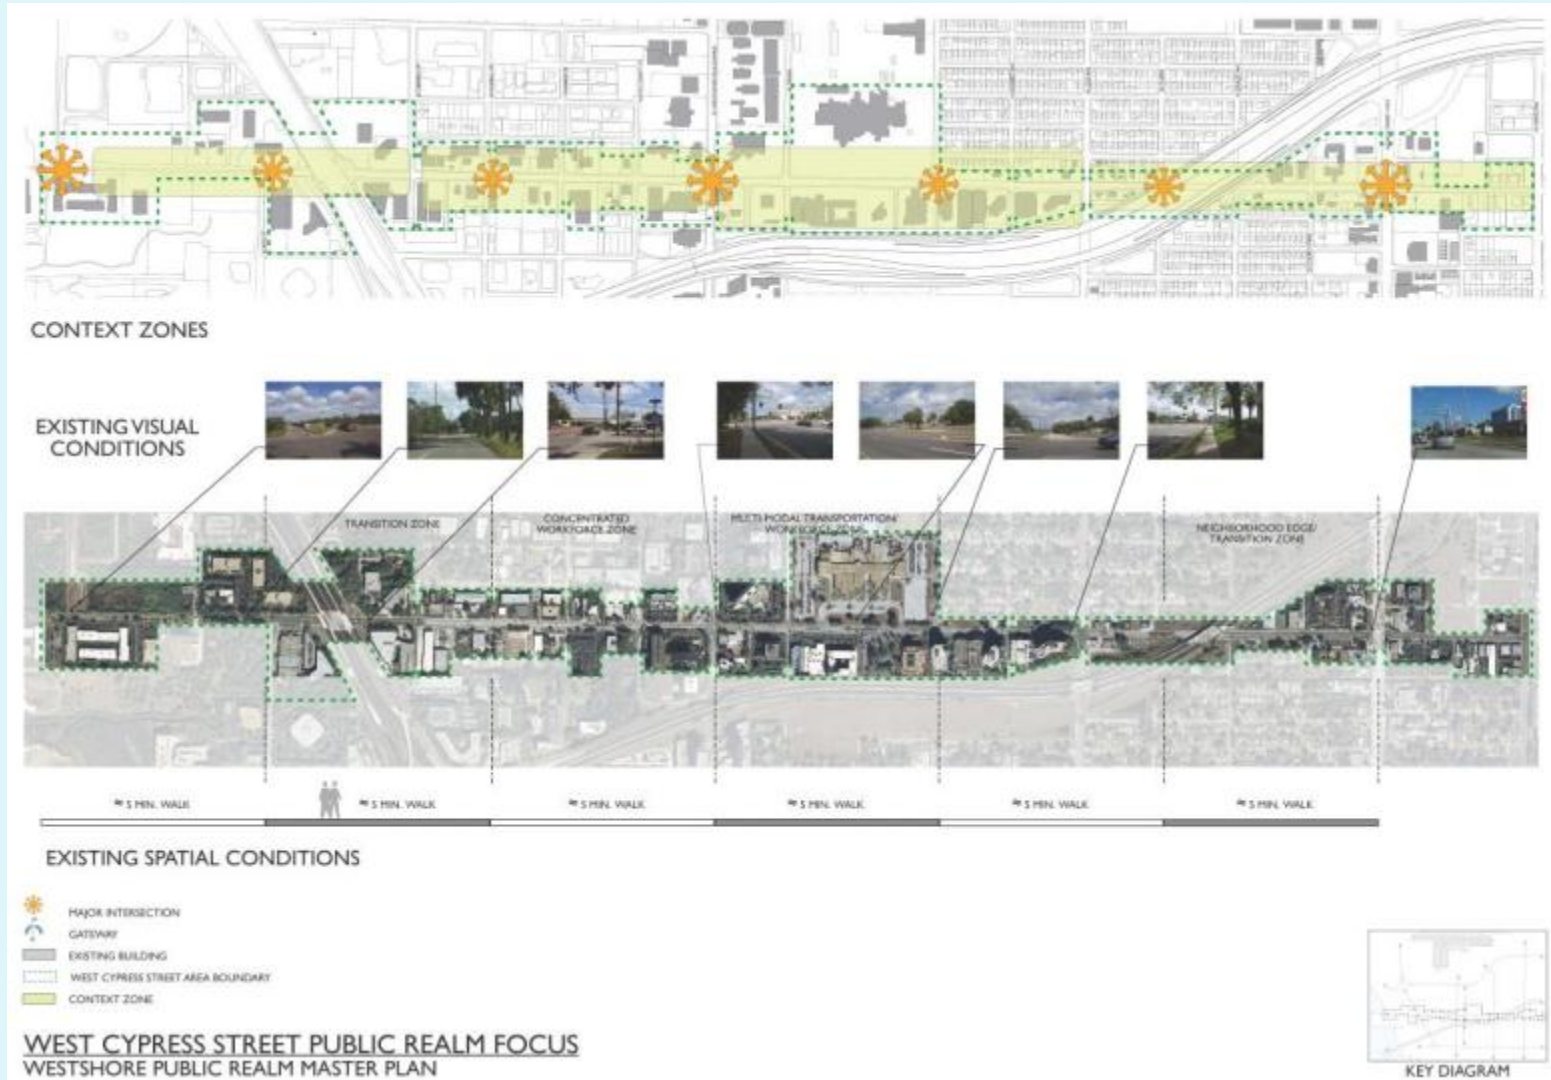 CONTEXT ZONES
EXISTING VISUAL
CONDITIONS
TRANSITION ZONE
CONCENTRATED
WORKFORCE ZONE
MULTI-MODAL TRANSPORTATION/
WORKFORCE ZONE
NEIGHBORHOOD EDGE/
TRANSITION ZONE
≈ 5 MIN. WALK
≈ 5 MIN. WALK
≈ 5 MIN. WALK
≈ 5 MIN. WALK
≈ 5 MIN. WALK
≈ 5 MIN. WALK
EXISTING SPATIAL CONDITIONS
MAJOR INTERSECTION
GATEWAY
EXISTING BUILDING
WEST CYPRESS STREET AREA BOUNDARY
CONTEXT ZONE
WEST CYPRESS STREET PUBLIC REALM FOCUS
WESTSHORE PUBLIC REALM MASTER PLAN
KEY DIAGRAM